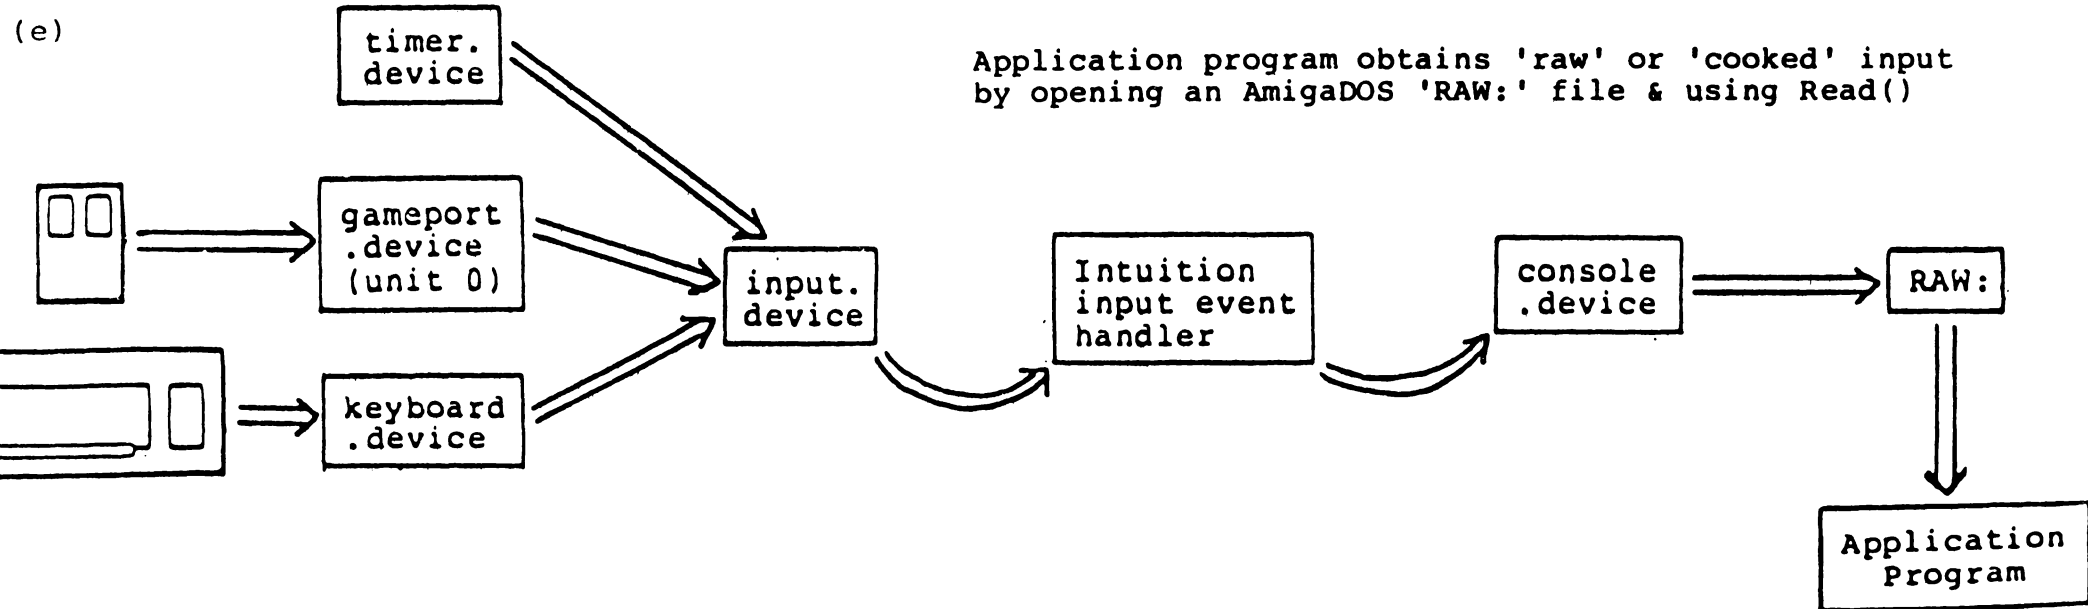 (e)
timer.
device
Application program obtains 'raw' or 'cooked' input
by opening an AmigaDOS 'RAW:' file & using Read()
gameport
.device
(unit 0)
input.
device
Intuition
input event
handler
console
.device
RAW:
keyboard
.device
Application
Program